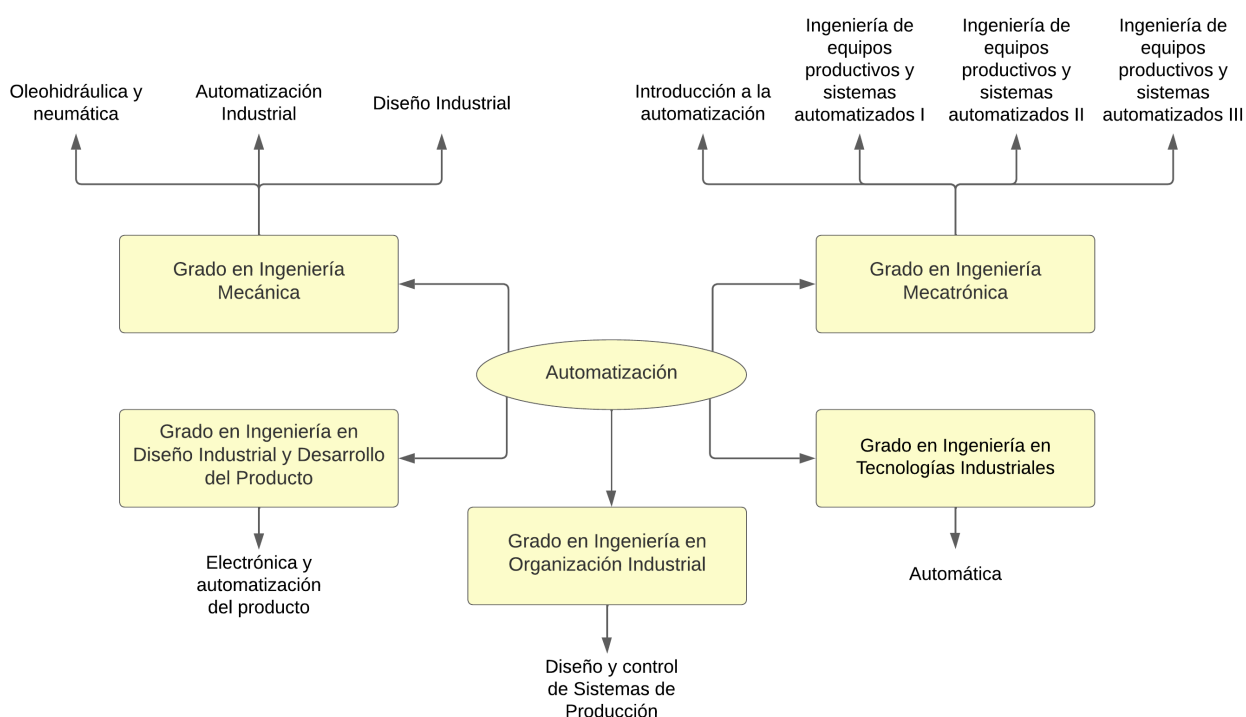 Oleohidráulica y
neumática
Automatización
Industrial
Diseño Industrial
Introducción a la
automatización
Ingeniería de
equipos
productivos y
sistemas
automatizados I
Ingeniería de
equipos
productivos y
sistemas
automatizados II
Ingeniería de
equipos
productivos y
sistemas
automatizados III
Grado en Ingeniería
Mecánica
Grado en Ingeniería
Mecatrónica
Automatización
Grado en Ingeniería en
Diseño Industrial y Desarrollo
del Producto
Grado en Ingeniería en
Tecnologías Industriales
Grado en Ingeniería en
Organización Industrial
Electrónica y
automatización
del producto
Automática
Diseño y control
de Sistemas de
Producción